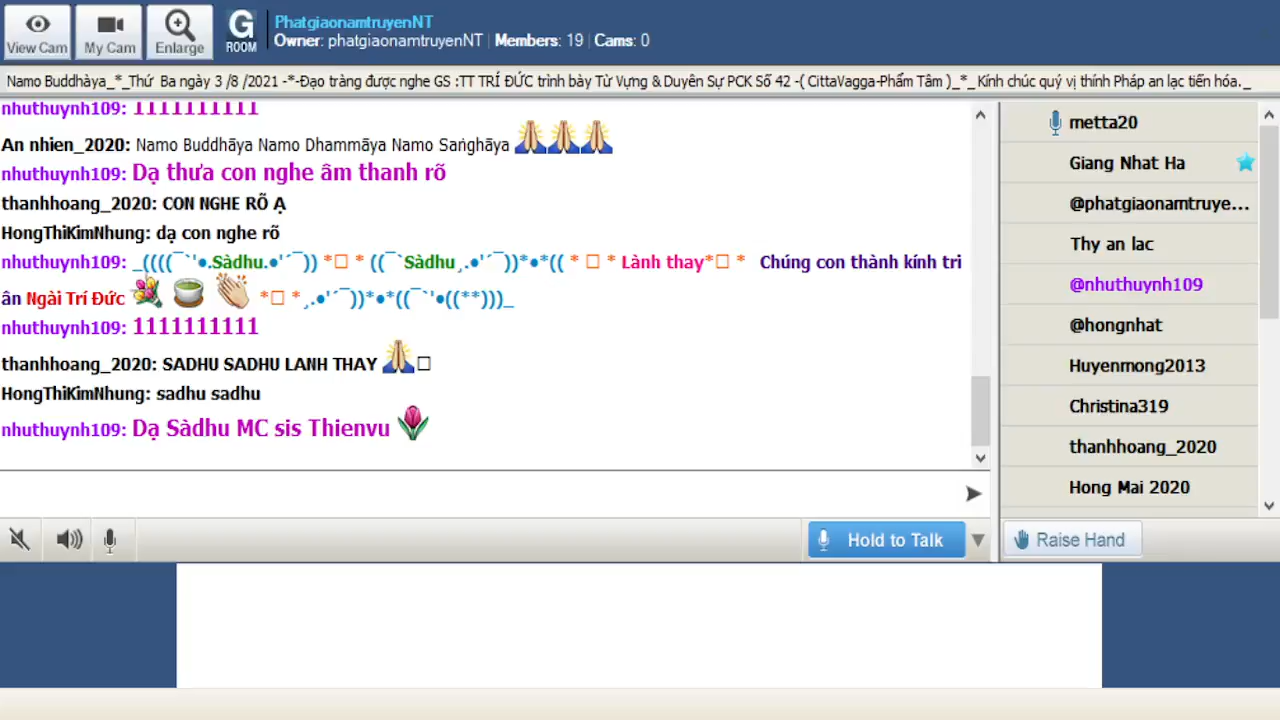 View Cam
My Cam
Enlarge
G
ROOM
PhatgiaonamtruyenNT
Owner: phatgiaonamtruyenNT | Members: 19 | Cams: 0
Namo Buddhàya_*_Thứ Ba ngày 3 /8 /2021 -*-Đạo tràng được nghe GS :TT TRÍ ĐỨC trình bày Từ Vựng & Duyên Sự PCK Số 42 -( CittaVagga-Phẩm Tâm )_*_ Kính chúc quý vị thính Pháp an lạc tiến hóa._
nhuthuynh109: 1111111111
An nhien_2020: Namo Buddhāya Namo Dhammāya Namo Saṅghāya 🙏🙏🙏
nhuthuynh109: Dạ thưa con nghe âm thanh rõ
thanhhoang_2020: CON NGHE RÕ Ạ
HongThiKimNhung: dạ con nghe rõ
nhuthuynh109: _((((¯`'•.Sàdhu.•'´¯)) *□ * ((¯`Sàdhu¸.•'´¯))*•*(( * □ * Lành thay*□ * Chúng con thành kính tri
ân Ngài Trí Đức 💐 🍵 👏 *□ *¸.•'´¯))*•*((¯`'•((**)))_
nhuthuynh109: 1111111111
thanhhoang_2020: SADHU SADHU LANH THAY 🙏□
HongThiKimNhung: sadhu sadhu
nhuthuynh109: Dạ Sàdhu MC sis Thienvu 🌷
Hold to Talk
metta20
Giang Nhat Ha
@phatgiaonamtruye...
Thy an lac
@nhuthuynh109
@hongnhat
Huyenmong2013
Christina319
thanhhoang_2020
Hong Mai 2020
Raise Hand